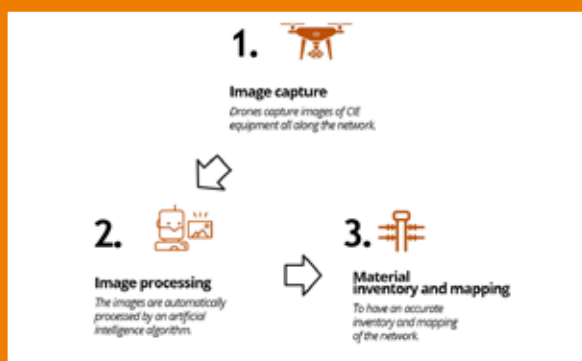 1.
Image capture
Drones capture images of CIE
equipment all along the network.
2.
Image processing
The images are automatically
processed by an artificial
intelligence algorithm.
3.
Material
inventory and mapping
To have an accurate
inventory and mapping
of the network.